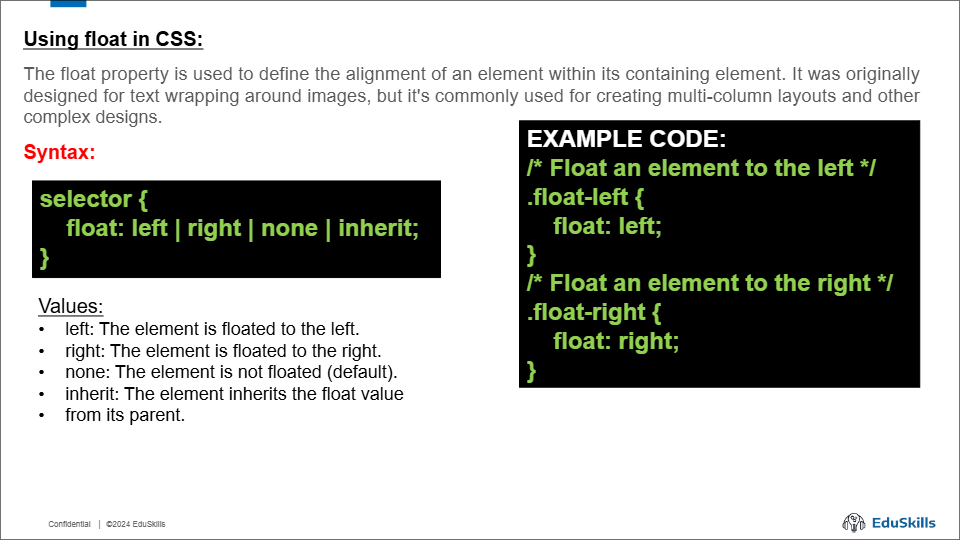 Using float in CSS:
The float property is used to define the alignment of an element within its containing element. It was originally
designed for text wrapping around images, but it's commonly used for creating multi-column layouts and other
complex designs.
Syntax:
selector {
    float: left | right | none | inherit;
}
Values:
• left: The element is floated to the left.
• right: The element is floated to the right.
• none: The element is not floated (default).
• inherit: The element inherits the float value
• from its parent.
EXAMPLE CODE:
/* Float an element to the left */
.float-left {
    float: left;
}
/* Float an element to the right */
.float-right {
    float: right;
}
Confidential | ©2024 EduSkills
EduSkills